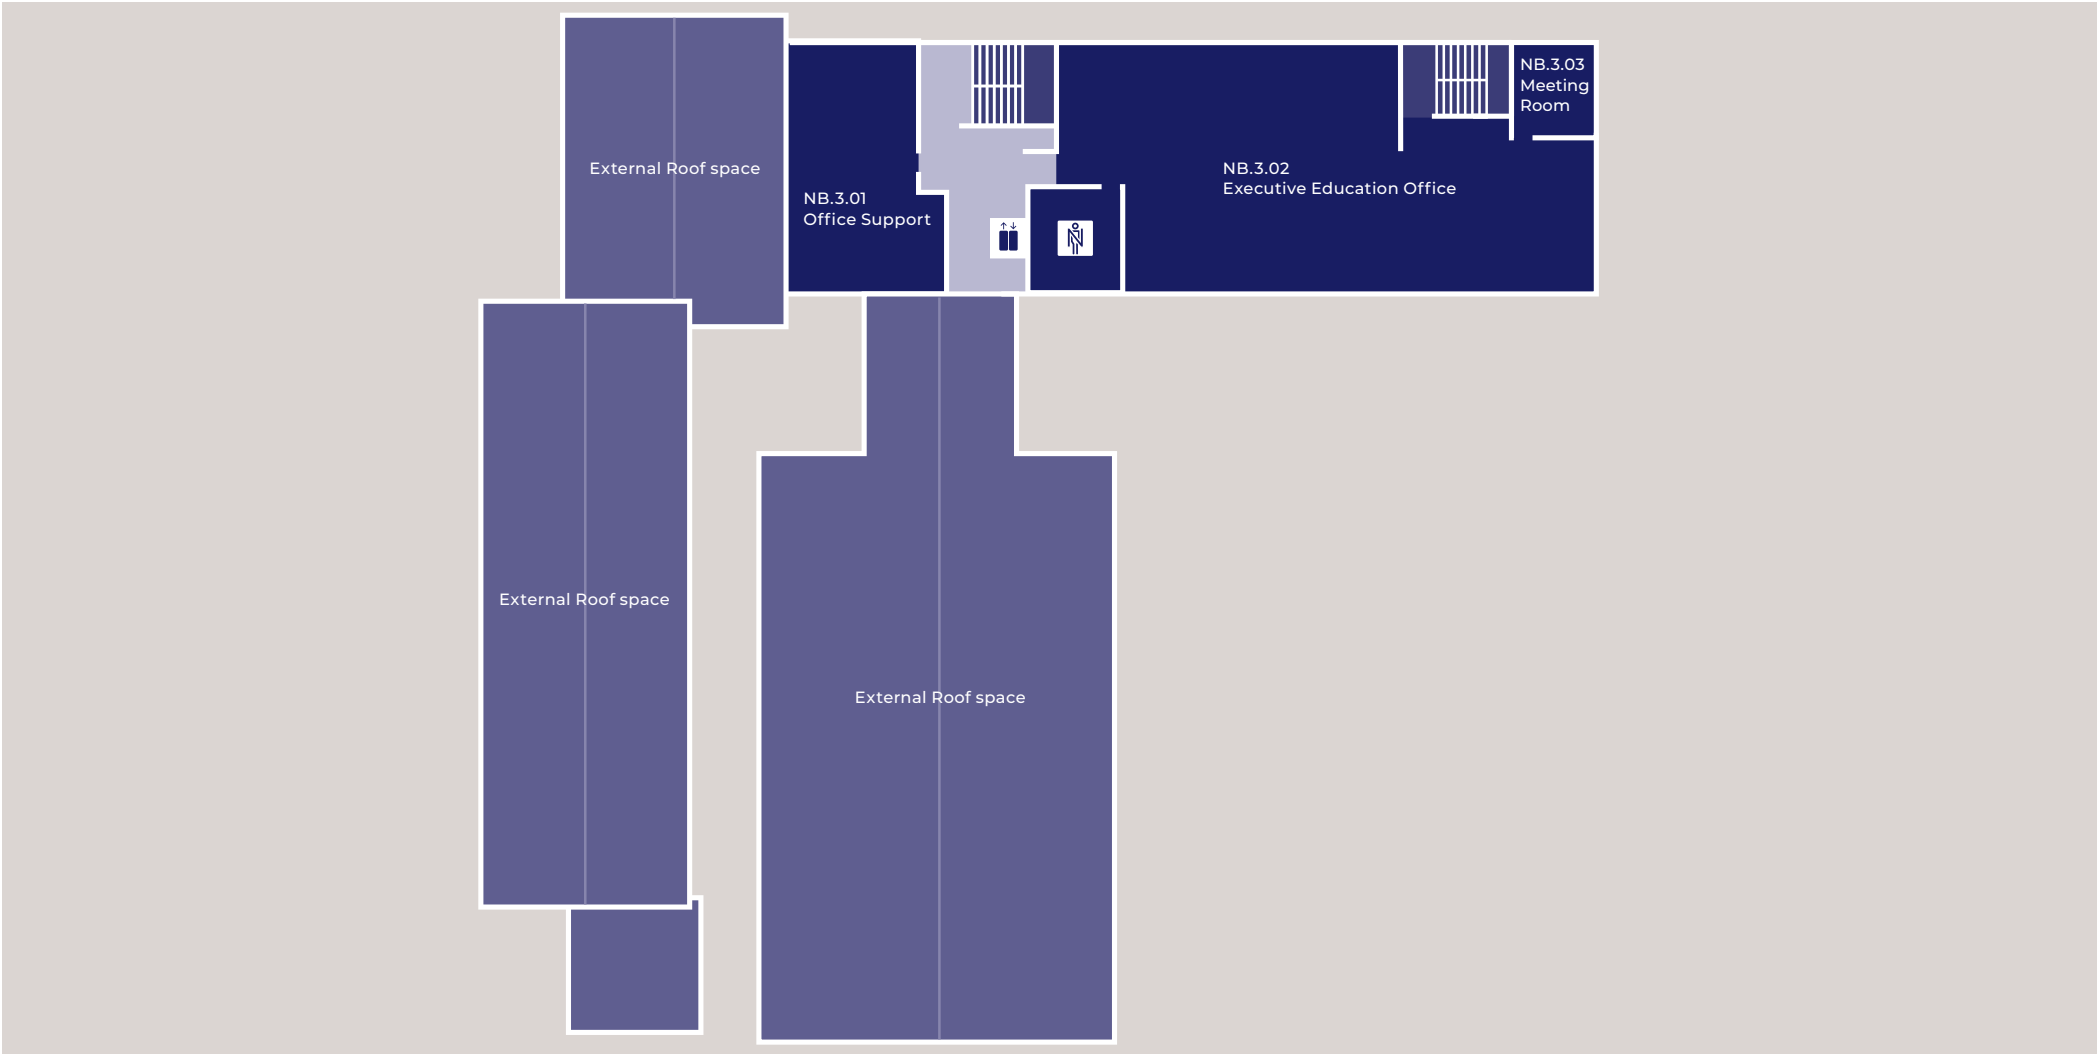 External Roof space
NB.3.01
Office Support
NB.3.02
Executive Education Office
NB.3.03
Meeting
Room
External Roof space
External Roof space